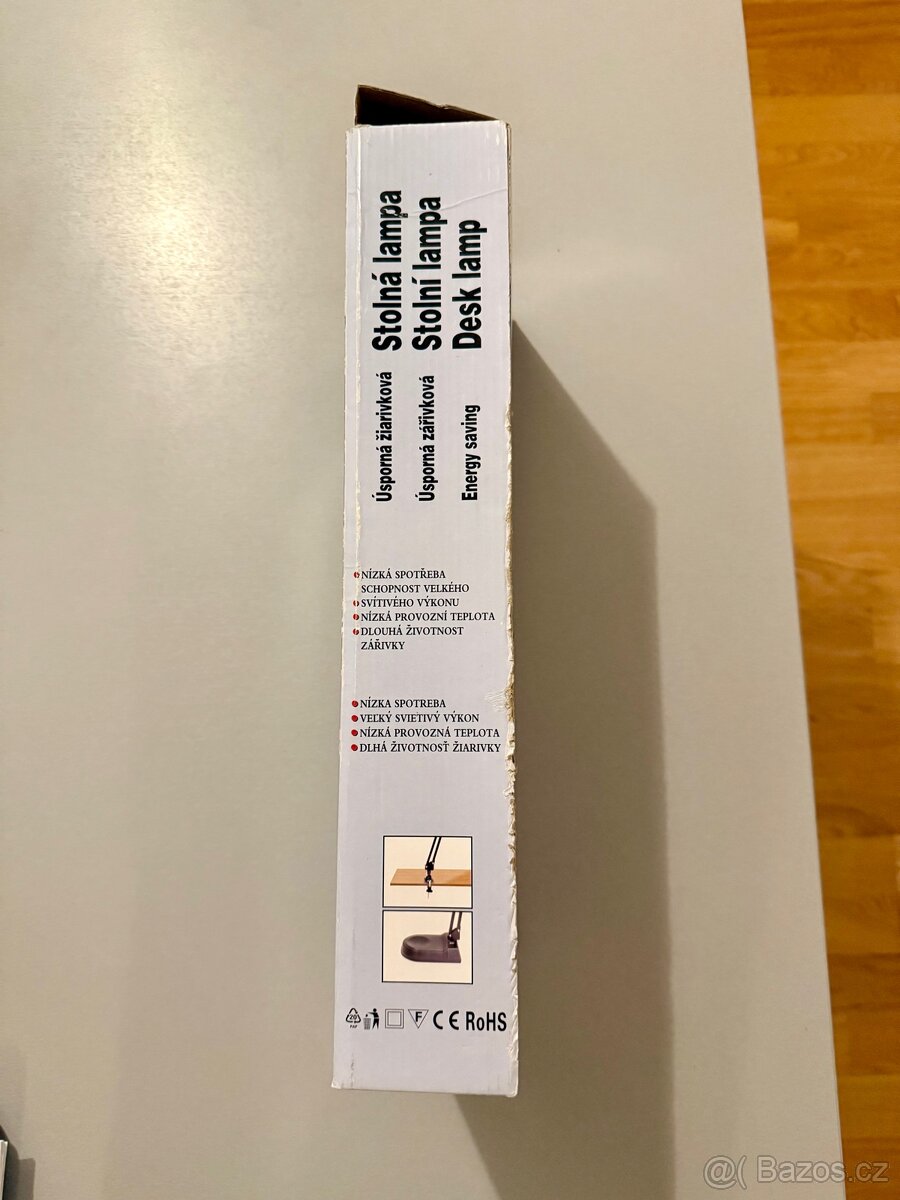 Úsporná žiarivková Stolná lampa
Úsporná zářivková Stolní lampa
Energy saving Desk lamp
NÍZKÁ SPOTŘEBA
SCHOPNOST VELKÉHO
SVÍTIVÉHO VÝKONU
NÍZKÁ PROVOZNÍ TEPLOTA
DLOUHÁ ŽIVOTNOST
ZÁŘIVKY
NÍZKA SPOTREBA
VEĽKÝ SVIETIVÝ VÝKON
NÍZKÁ PROVOZNÁ TEPLOTA
DLHÁ ŽIVOTNOSŤ ŽIARIVKY
20
PAP
F
CE RoHS
@( Bazos.cz